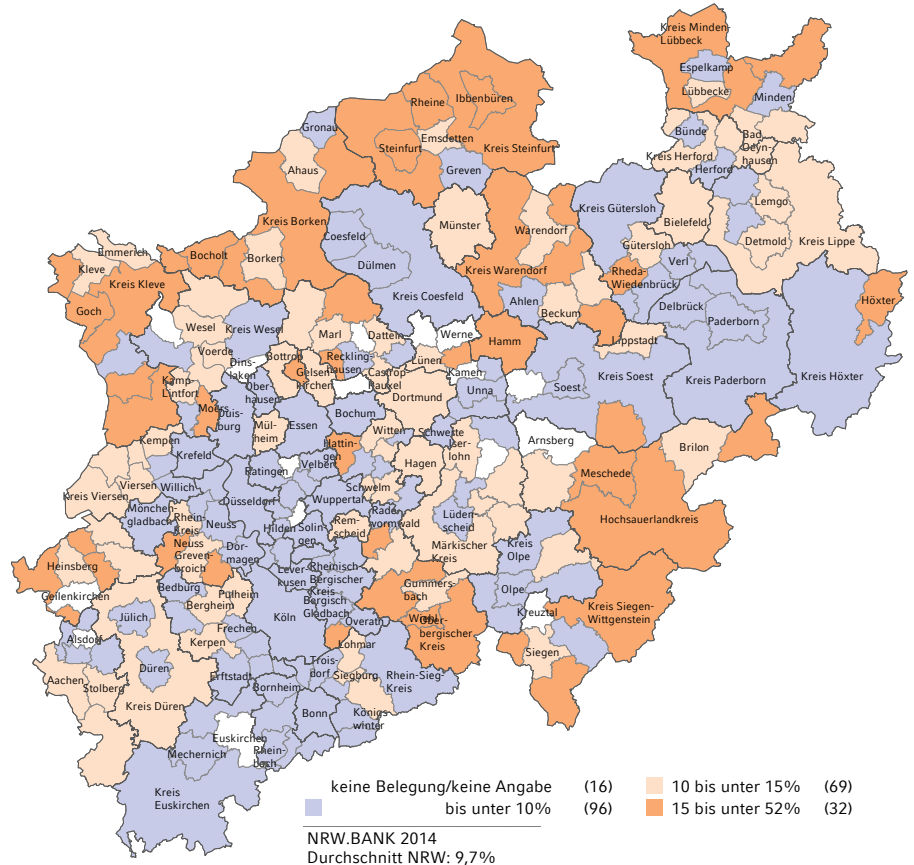 Kreis Minden-
Lübbeck
Espelkamp
Lübbecke
Minden
Rheine
Ibbenbüren
Gronau
Emsdetten
Steinfurt
Kreis Steinfurt
Bünde
Bad
Oeyn-
hausen
Kreis Herford
Herford
Ahaus
Greven
Kreis Gütersloh
Lemgo
Kreis Borken
Coesfeld
Münster
Warendorf
Bielefeld
Detmold
Kreis Lippe
Gütersloh
Emmerich
Kleve
Bocholt
Borken
Dülmen
Kreis Warendorf
Verl
Rheda-
Wiedenbrück
Kreis Kleve
Kreis Coesfeld
Ahlen
Beckum
Delbrück
Paderborn
Höxter
Goch
Wesel
Kreis Wesel
Marl
Datteln
Werne
Hamm
Lippstadt
Voerde
Dins-
laken
Bottrop
Reckling-
hausen
Lünen
Kamen
Kamp-
Lintfort
Ober-
hausen
Gelsen-
kirchen
Castrop-
Rauxel
Dortmund
Unna
Soest
Kreis Soest
Kreis Paderborn
Kreis Höxter
Moers
Duis-
burg
Mül-
heim
Essen
Bochum
Witten
Schwerte
Iser-
lohn
Arnsberg
Brilon
Kempen
Krefeld
Hattin-
gen
Velbert
Ratingen
Hagen
Meschede
Kreis Viersen
Viersen
Willich
Düsseldorf
Wuppertal
Schwelm
Hochsauerlandkreis
Mönchen-
gladbach
Rhein-
Kreis
Neuss
Neuss
Hilden
Solin-
gen
Rem-
scheid
Rade-
vormwald
Lüden-
scheid
Märkischer
Kreis
Kreis
Olpe
Heinsberg
Greven-
broich
Dor-
magen
Lever-
kusen
Rheinisch
Bergischer
Kreis
Gummers-
bach
Olpe
Geilenkirchen
Bedburg
Bergheim
Pulheim
Köln
Bergisch
Gladbach
Wiehl
Ober-
bergischer
Kreis
Kreuztal
Kreis Siegen-
Wittgenstein
Jülich
Alsdorf
Frechen
Kerpen
Overath
Lohmar
Siegen
Aachen
Stolberg
Düren
Kreis Düren
Erftstadt
Trois-
dorf
Siegburg
Rhein-Sieg-
Kreis
Bornheim
Bonn
Königs-
winter
Euskirchen
Mechernich
Rhein-
bach
Kreis
Euskirchen
keine Belegung/keine Angabe (16) 10 bis unter 15% (69)
bis unter 10% (96) 15 bis unter 52% (32)
NRW.BANK 2014
Durchschnitt NRW: 9,7%